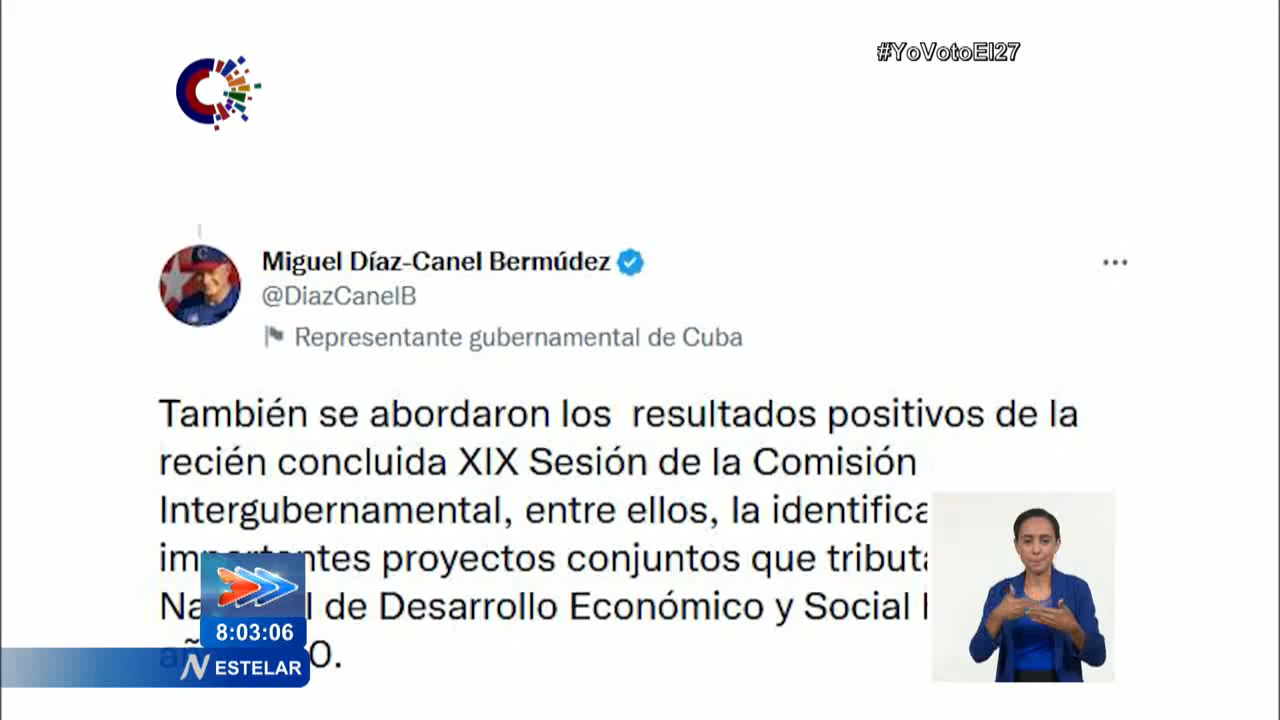 #YoVotoEl27
Miguel Díaz-Canel Bermúdez
@DiazCanelB
Representante gubernamental de Cuba
También se abordaron los resultados positivos de la
recién concluida XIX Sesión de la Comisión
Intergubernamental, entre ellos, la
proyectos conjuntos que
de Desarrollo Económico y Social
8:03:06
N ESTELAR